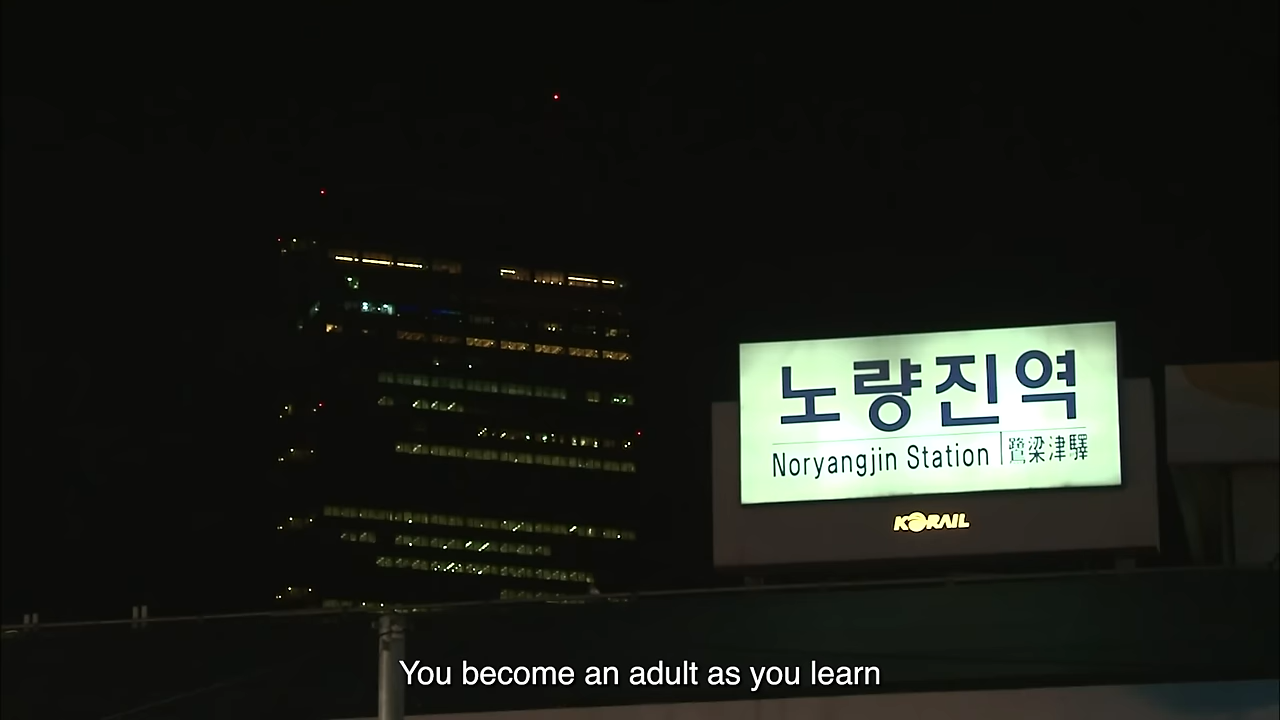 노량진역
Noryangjin Station 鷺梁津驛
KORAIL
You become an adult as you learn